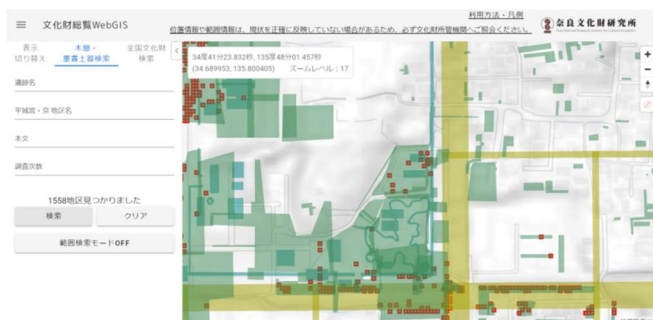 利用方法・凡例
文化財総覧WebGIS
位置情報や範囲情報は、現状を正確に反映していない場合があるため、必ず文化財所管機関へご照会ください。
奈良文化財研究所
表示
切り替え
木簡・
墨書土器検索
全国文化財
検索
34度41分23.832秒, 135度48分01.457秒
(34.689953, 135.800405) ズームレベル：17
遺跡名
平城宮・京 地区名
本文
調査次数
1558地区見つかりました
検索
クリア
範囲検索モードOFF